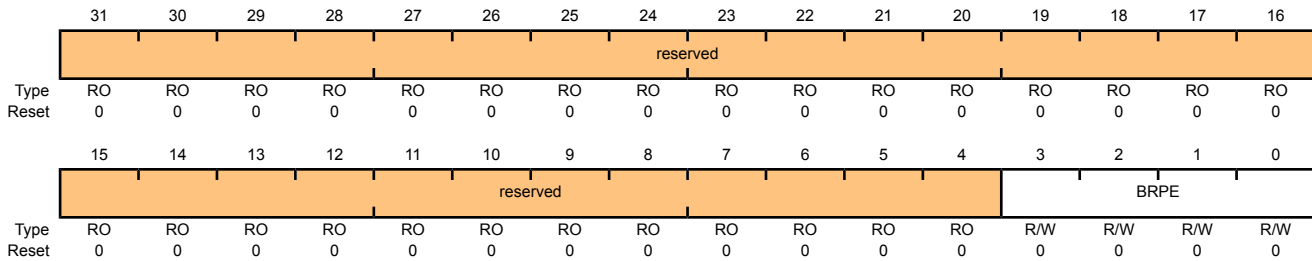 31 30 29 28 27 26 25 24 23 22 21 20 19 18 17 16
reserved
Type RO RO RO RO RO RO RO RO RO RO RO RO RO RO RO RO
Reset 0 0 0 0 0 0 0 0 0 0 0 0 0 0 0 0
15 14 13 12 11 10 9 8 7 6 5 4 3 2 1 0
reserved BRPE
Type RO RO RO RO RO RO RO RO RO RO RO RO R/W R/W R/W R/W
Reset 0 0 0 0 0 0 0 0 0 0 0 0 0 0 0 0